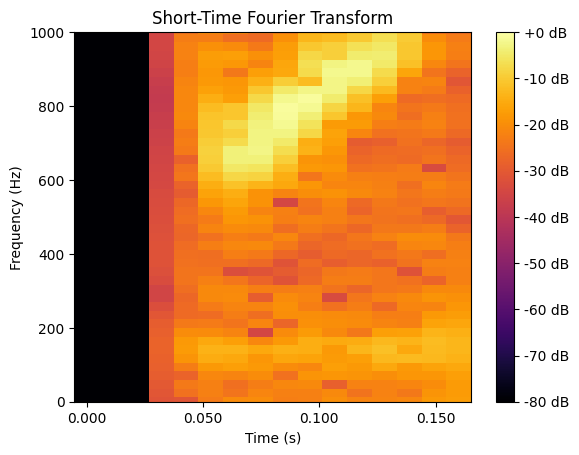 Short-Time Fourier Transform
1000
800
600
400
200
0
Frequency (Hz)
0.000
0.050
0.100
0.150
Time (s)
+0 dB
-10 dB
-20 dB
-30 dB
-40 dB
-50 dB
-60 dB
-70 dB
-80 dB